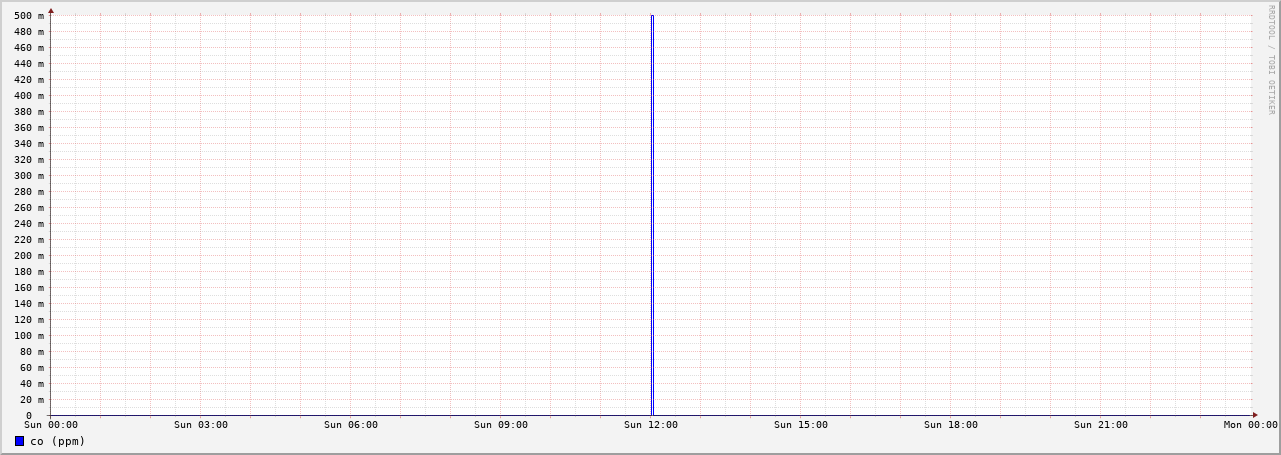 RRDTOOL / TOBI OETIKER
500 m
480 m
460 m
440 m
420 m
400 m
380 m
360 m
340 m
320 m
300 m
280 m
260 m
240 m
220 m
200 m
180 m
160 m
140 m
120 m
100 m
80 m
60 m
40 m
20 m
0
Sun 00:00 Sun 03:00 Sun 06:00 Sun 09:00 Sun 12:00 Sun 15:00 Sun 18:00 Sun 21:00 Mon 00:00
co (ppm)